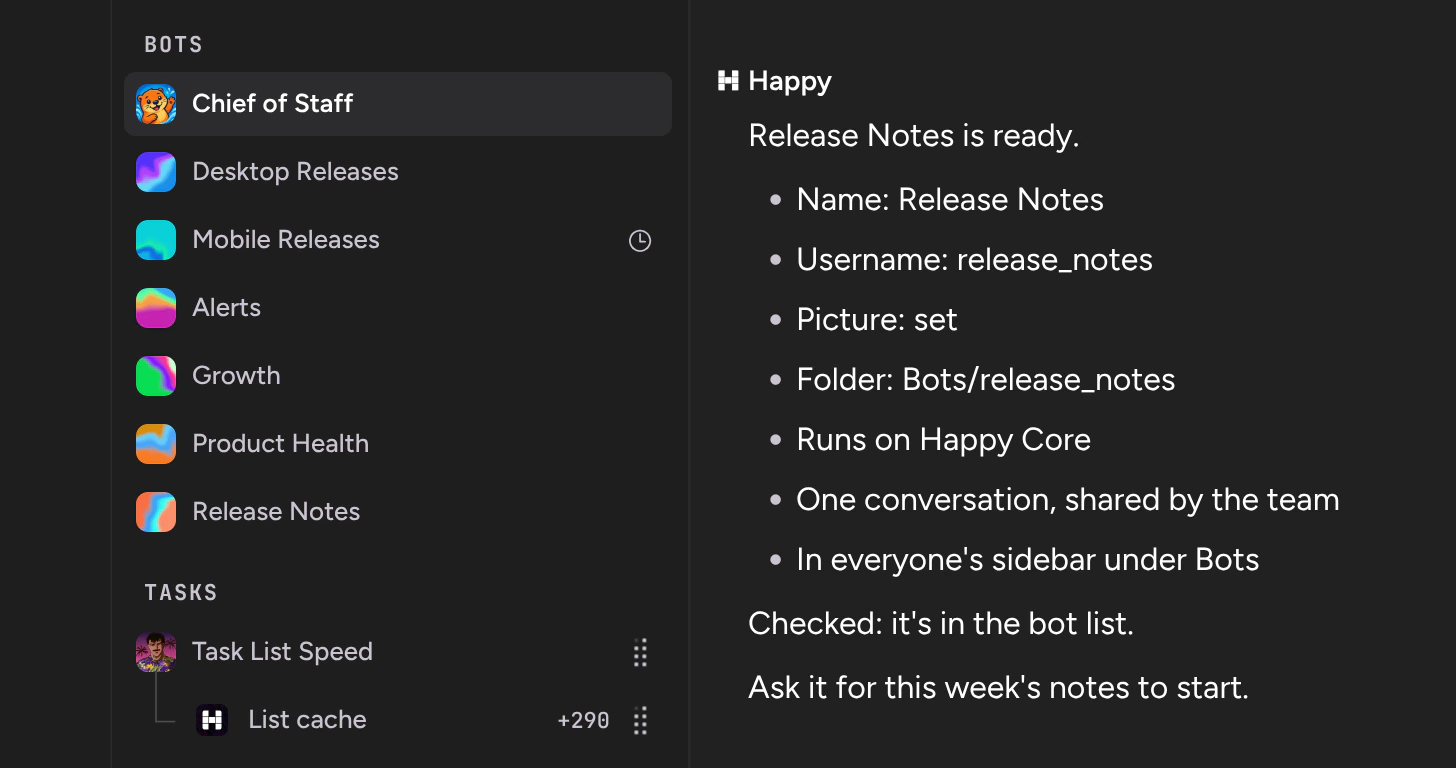 BOTS
Chief of Staff
Desktop Releases
Mobile Releases
Alerts
Growth
Product Health
Release Notes
TASKS
Task List Speed
List cache +290
Happy
Release Notes is ready.
• Name: Release Notes
• Username: release_notes
• Picture: set
• Folder: Bots/release_notes
• Runs on Happy Core
• One conversation, shared by the team
• In everyone's sidebar under Bots
Checked: it's in the bot list.
Ask it for this week's notes to start.